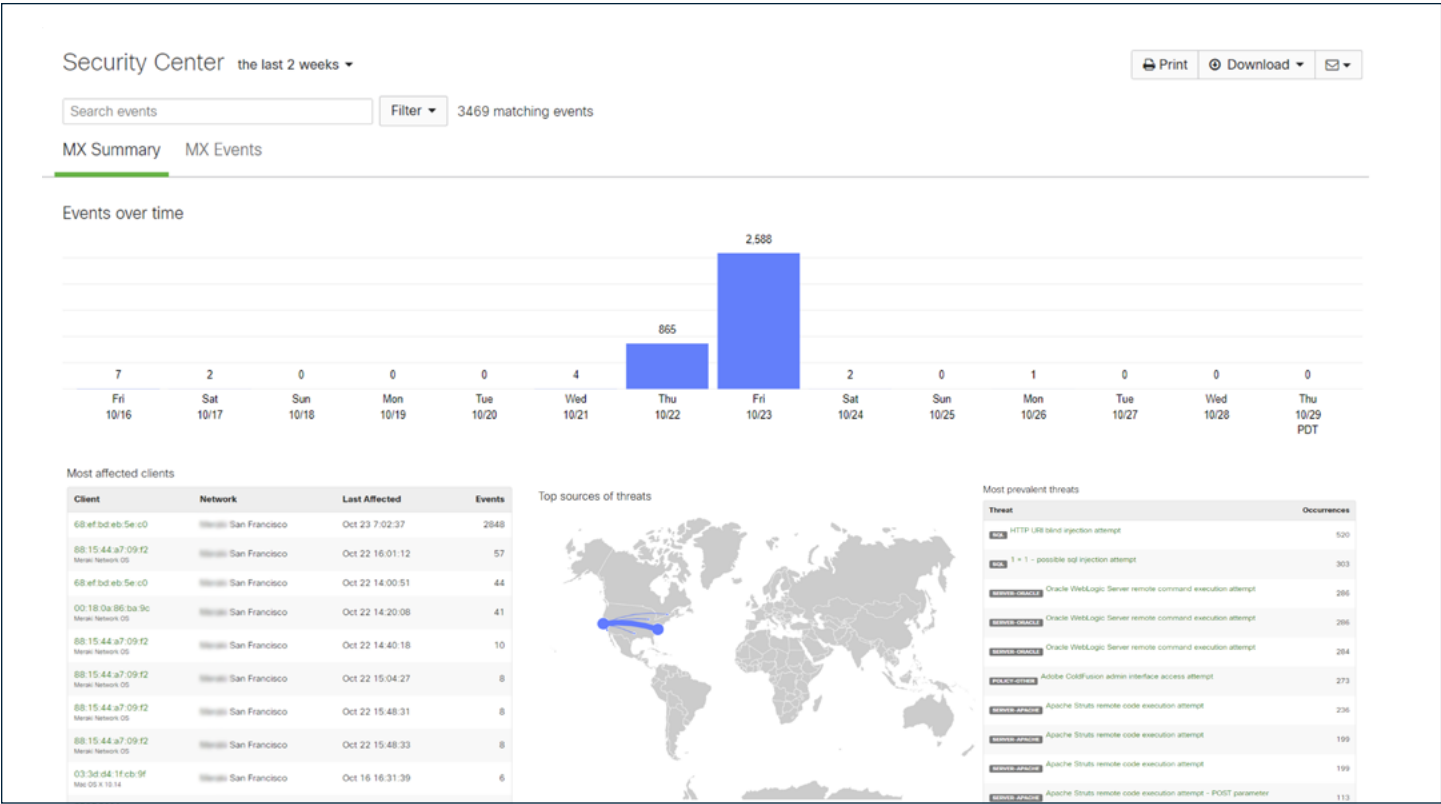 Security Center the last 2 weeks
Print Download
Search events Filter 3469 matching events
MX Summary MX Events
Events over time
2,588
865
7 2 0 0 0 4 2 0 1 0 0 0
Fri Sat Sun Mon Tue Wed Thu Fri Sat Sun Mon Tue Wed Thu
10/16 10/17 10/18 10/19 10/20 10/21 10/22 10/23 10/24 10/25 10/26 10/27 10/28 10/29
PDT
Most affected clients
Client Network Last Affected Events
68:ef:bd:eb:5e:c0 San Francisco Oct 23 7:02:37 2848
88:15:44:a7:09:f2 San Francisco Oct 22 16:01:12 57
Meraki Network OS
68:ef:bd:eb:5e:c0 San Francisco Oct 22 14:00:51 44
00:18:0a:86:ba:9c San Francisco Oct 22 14:20:08 41
Meraki Network OS
88:15:44:a7:09:f2 San Francisco Oct 22 14:40:18 10
Meraki Network OS
88:15:44:a7:09:f2 San Francisco Oct 22 15:04:27 8
Meraki Network OS
88:15:44:a7:09:f2 San Francisco Oct 22 15:48:31 8
Meraki Network OS
88:15:44:a7:09:f2 San Francisco Oct 22 15:48:33 8
Meraki Network OS
03:3d:d4:1f:cb:9f San Francisco Oct 16 16:31:39 6
Mac OS X 10.14
Top sources of threats
Most prevalent threats
Threat Occurrences
SQL HTTP URI blind injection attempt 520
SQL 1 = 1 - possible sql injection attempt 303
SERVER-ORACLE Oracle WebLogic Server remote command execution attempt 286
SERVER-ORACLE Oracle WebLogic Server remote command execution attempt 286
SERVER-ORACLE Oracle WebLogic Server remote command execution attempt 284
POLICY-OTHER Adobe ColdFusion admin interface access attempt 273
SERVER-APACHE Apache Struts remote code execution attempt 236
SERVER-APACHE Apache Struts remote code execution attempt 199
SERVER-APACHE Apache Struts remote code execution attempt 199
SERVER-APACHE Apache Struts remote code execution attempt - POST parameter 113